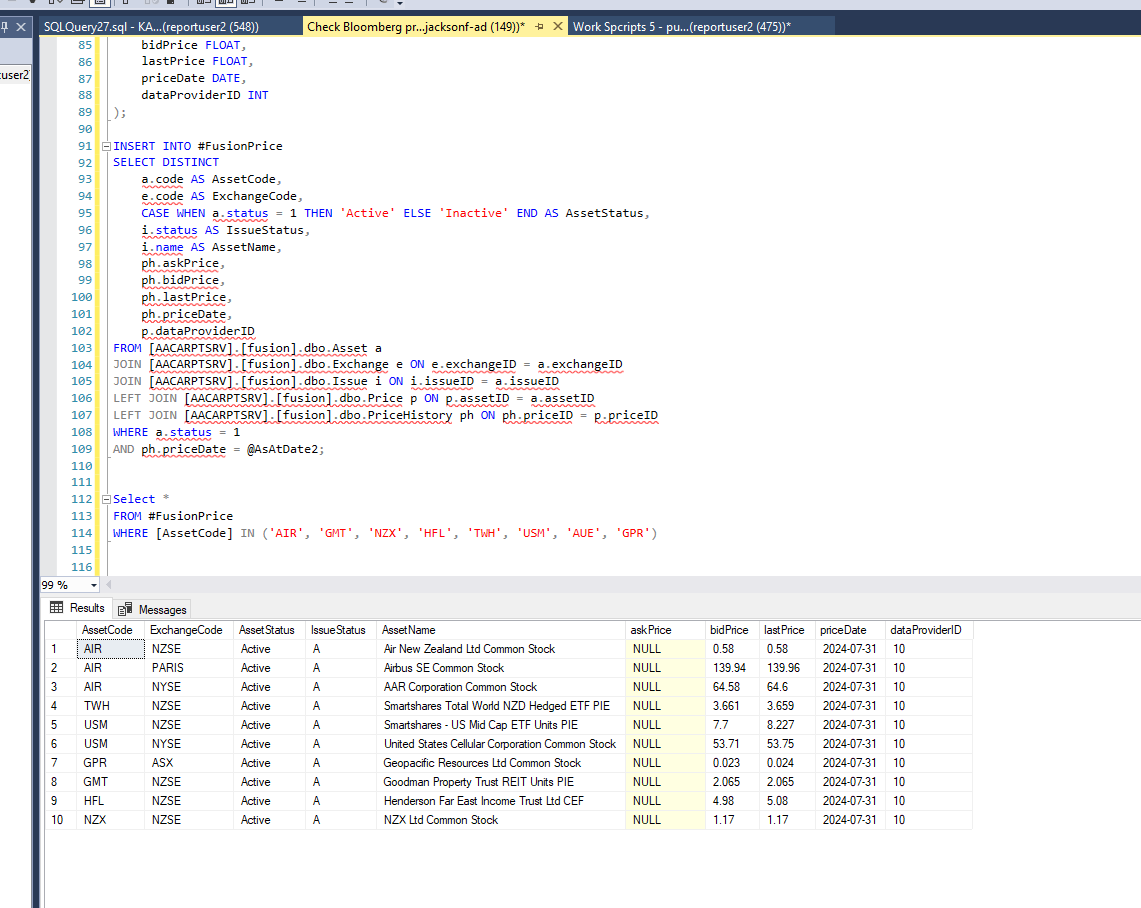 SQLQuery27.sql - KA...(reportuser2 (548))
Check Bloomberg pr...jacksonf-ad (149))*
Work Spcripts 5 - pu...(reportuser2 (475))*
user2)
85 bidPrice FLOAT,
86 lastPrice FLOAT,
87 priceDate DATE,
88 dataProviderID INT
89 );
90
91 INSERT INTO #FusionPrice
92 SELECT DISTINCT
93 a.code AS AssetCode,
94 e.code AS ExchangeCode,
95 CASE WHEN a.status = 1 THEN 'Active' ELSE 'Inactive' END AS AssetStatus,
96 i.status AS IssueStatus,
97 i.name AS AssetName,
98 ph.askPrice,
99 ph.bidPrice,
100 ph.lastPrice,
101 ph.priceDate,
102 p.dataProviderID
103 FROM [AACARPTSRV].[fusion].dbo.Asset a
104 JOIN [AACARPTSRV].[fusion].dbo.Exchange e ON e.exchangeID = a.exchangeID
105 JOIN [AACARPTSRV].[fusion].dbo.Issue i ON i.issueID = a.issueID
106 LEFT JOIN [AACARPTSRV].[fusion].dbo.Price p ON p.assetID = a.assetID
107 LEFT JOIN [AACARPTSRV].[fusion].dbo.PriceHistory ph ON ph.priceID = p.priceID
108 WHERE a.status = 1
109 AND ph.priceDate = @AsAtDate2;
110
111
112 Select *
113 FROM #FusionPrice
114 WHERE [AssetCode] IN ('AIR', 'GMT', 'NZX', 'HFL', 'TWH', 'USM', 'AUE', 'GPR')
115
116
99 %
Results Messages
AssetCode ExchangeCode AssetStatus IssueStatus AssetName askPrice bidPrice lastPrice priceDate dataProviderID
1 AIR NZSE Active A Air New Zealand Ltd Common Stock NULL 0.58 0.58 2024-07-31 10
2 AIR PARIS Active A Airbus SE Common Stock NULL 139.94 139.96 2024-07-31 10
3 AIR NYSE Active A AAR Corporation Common Stock NULL 64.58 64.6 2024-07-31 10
4 TWH NZSE Active A Smartshares Total World NZD Hedged ETF PIE NULL 3.661 3.659 2024-07-31 10
5 USM NZSE Active A Smartshares - US Mid Cap ETF Units PIE NULL 7.7 8.227 2024-07-31 10
6 USM NYSE Active A United States Cellular Corporation Common Stock NULL 53.71 53.75 2024-07-31 10
7 GPR ASX Active A Geopacific Resources Ltd Common Stock NULL 0.023 0.024 2024-07-31 10
8 GMT NZSE Active A Goodman Property Trust REIT Units PIE NULL 2.065 2.065 2024-07-31 10
9 HFL NZSE Active A Henderson Far East Income Trust Ltd CEF NULL 4.98 5.08 2024-07-31 10
10 NZX NZSE Active A NZX Ltd Common Stock NULL 1.17 1.17 2024-07-31 10